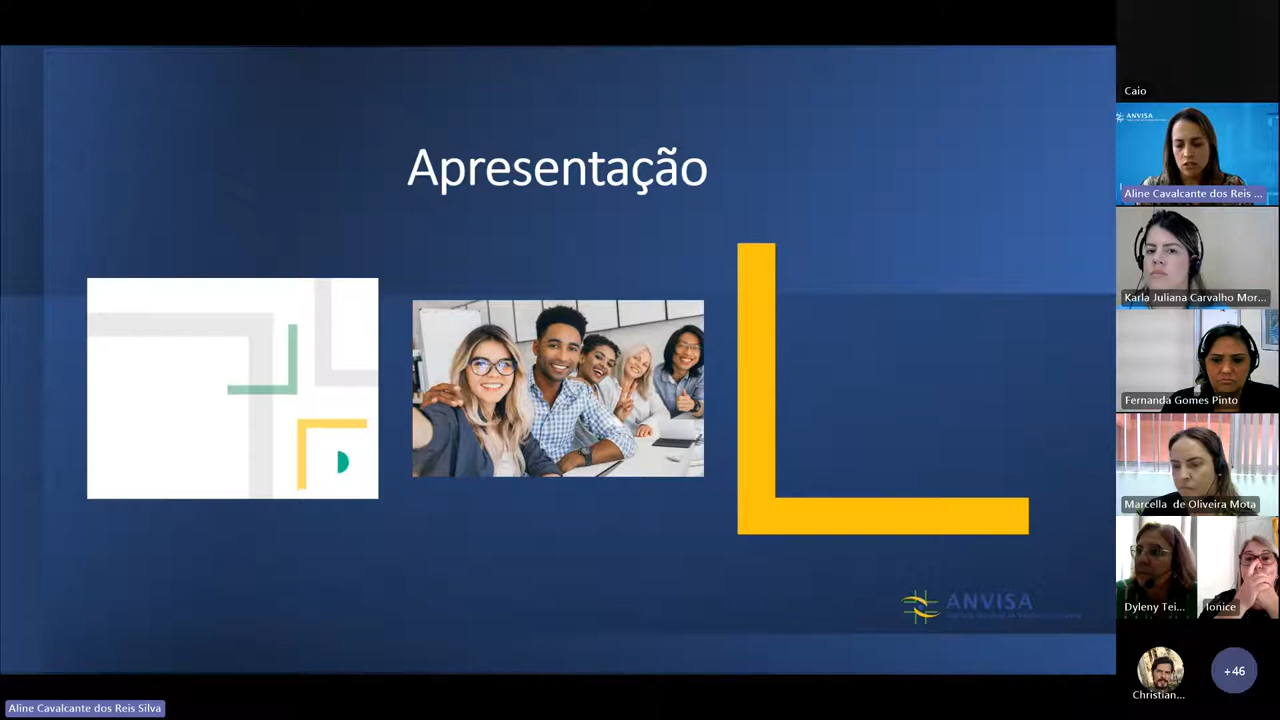 Apresentação
ANVISA
Caio
ANVISA
Aline Cavalcante dos Reis ...
Karla Juliana Carvalho Mor...
Fernanda Gomes Pinto
Marcella de Oliveira Mota
Dyleny Tei...
Ionice
Christian...
+46
Aline Cavalcante dos Reis Silva